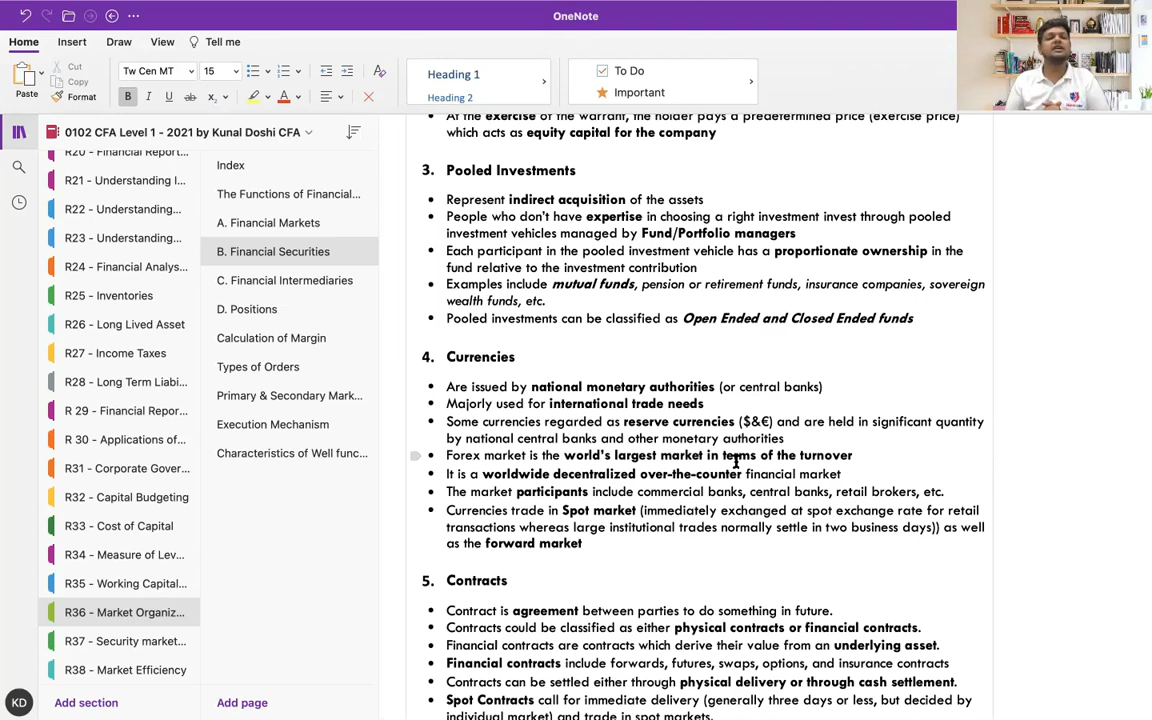 OneNote
Home Insert Draw View Tell me
Paste
Cut
Copy
Format
Tw Cen MT 15
B I U ab x₂ A
Heading 1
Heading 2
To Do
Important
0102 CFA Level 1 - 2021 by Kunal Doshi CFA
R20 - Financial Report...
R21 - Understanding I...
R22 - Understanding...
R23 - Understanding...
R24 - Financial Analys...
R25 - Inventories
R26 - Long Lived Asset
R27 - Income Taxes
R28 - Long Term Liabi...
R 29 - Financial Repor...
R 30 - Applications of...
R31 - Corporate Gover...
R32 - Capital Budgeting
R33 - Cost of Capital
R34 - Measure of Lev...
R35 - Working Capital...
R36 - Market Organiz...
R37 - Security market...
R38 - Market Efficiency
KD
Add section
Index
The Functions of Financial...
A. Financial Markets
B. Financial Securities
C. Financial Intermediaries
D. Positions
Calculation of Margin
Types of Orders
Primary & Secondary Mark...
Execution Mechanism
Characteristics of Well func...
Add page
• At the exercise of the warrant, the holder pays a predetermined price (exercise price)
which acts as equity capital for the company
3. Pooled Investments
• Represent indirect acquisition of the assets
• People who don't have expertise in choosing a right investment invest through pooled
investment vehicles managed by Fund/Portfolio managers
• Each participant in the pooled investment vehicle has a proportionate ownership in the
fund relative to the investment contribution
• Examples include mutual funds, pension or retirement funds, insurance companies, sovereign
wealth funds, etc.
• Pooled investments can be classified as Open Ended and Closed Ended funds
4. Currencies
• Are issued by national monetary authorities (or central banks)
• Majorly used for international trade needs
• Some currencies regarded as reserve currencies ($&€) and are held in significant quantity
by national central banks and other monetary authorities
• Forex market is the world's largest market in terms of the turnover
• It is a worldwide decentralized over-the-counter financial market
• The market participants include commercial banks, central banks, retail brokers, etc.
• Currencies trade in Spot market (immediately exchanged at spot exchange rate for retail
transactions whereas large institutional trades normally settle in two business days)) as well
as the forward market
5. Contracts
• Contract is agreement between parties to do something in future.
• Contracts could be classified as either physical contracts or financial contracts.
• Financial contracts are contracts which derive their value from an underlying asset.
• Financial contracts include forwards, futures, swaps, options, and insurance contracts
• Contracts can be settled either through physical delivery or through cash settlement.
• Spot Contracts call for immediate delivery (generally three days or less, but decided by
individual market) and trade in spot markets.